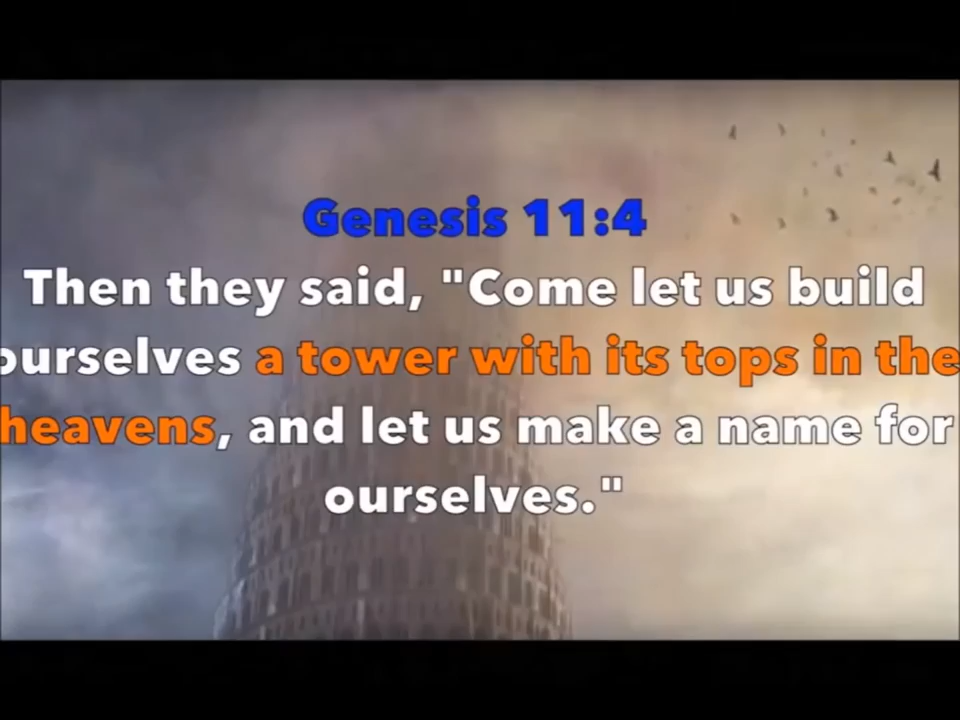 Genesis 11:4
Then they said, "Come let us build
ourselves a tower with its tops in the
heavens, and let us make a name for
ourselves."